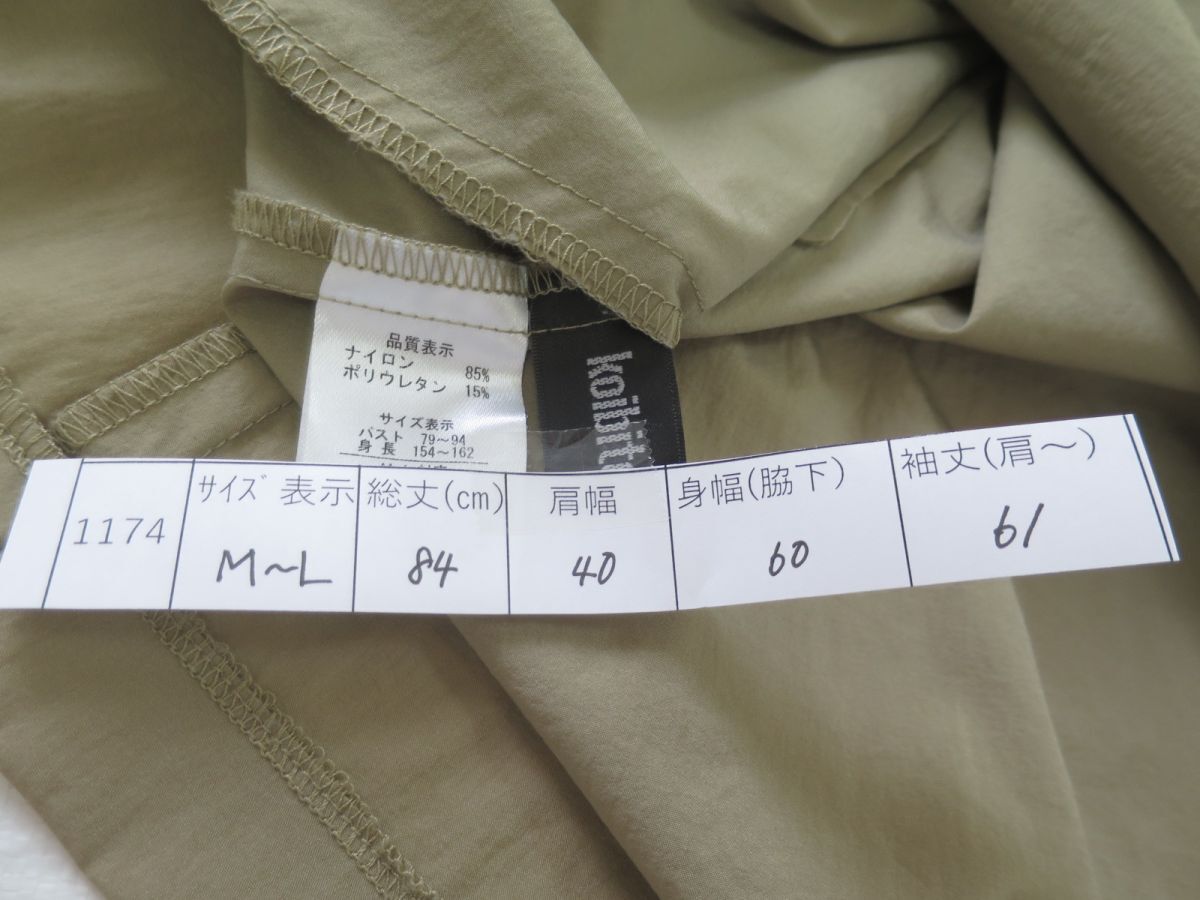 品質表示
ナイロン 85%
ポリウレタン 15%
サイズ表示
バスト 79〜94
身長 154〜162
1174
ｻｲｽﾞ 表示 総丈(cm) 肩幅 身幅(脇下) 袖丈(肩〜)
M〜L 84 40 60 61